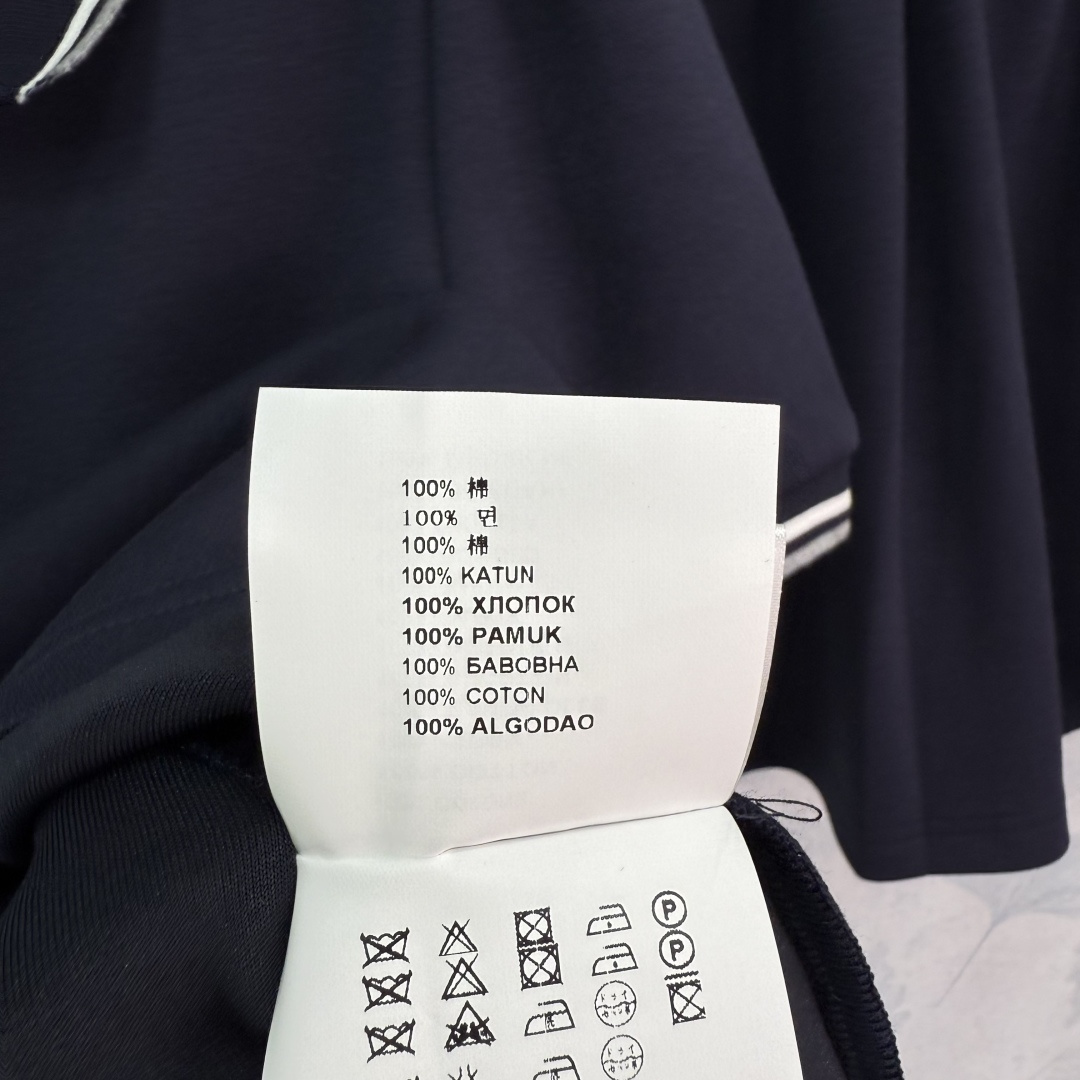 100% 棉
100% 면
100% 棉
100% KATUN
100% ХЛОПОК
100% PAMUK
100% БАВОВНА
100% COTON
100% ALGODAO
P
P